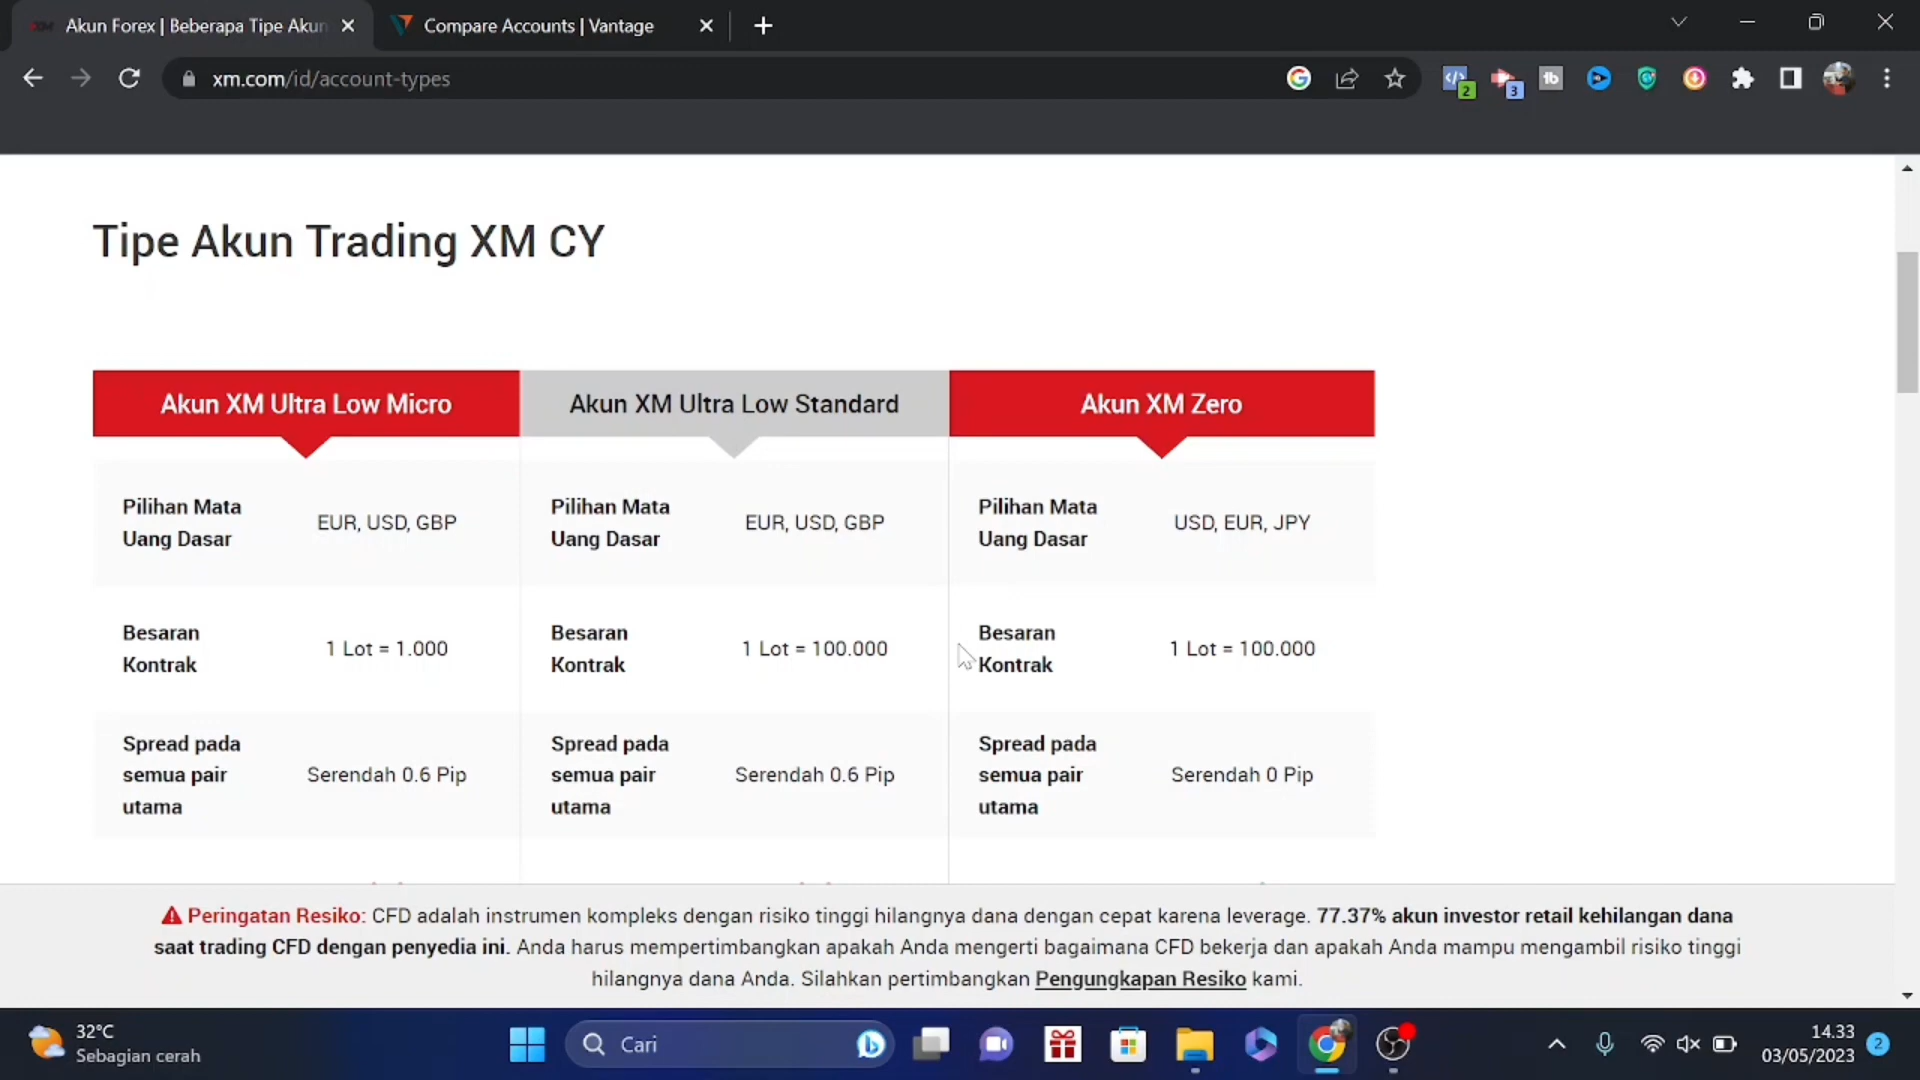 Akun Forex | Beberapa Tipe Akun
Compare Accounts | Vantage
xm.com/id/account-types
2
3
Tipe Akun Trading XM CY
Akun XM Ultra Low Micro
Akun XM Ultra Low Standard
Akun XM Zero
Pilihan Mata
Uang Dasar
EUR, USD, GBP
Pilihan Mata
Uang Dasar
EUR, USD, GBP
Pilihan Mata
Uang Dasar
USD, EUR, JPY
Besaran
Kontrak
1 Lot = 1.000
Besaran
Kontrak
1 Lot = 100.000
Besaran
Kontrak
1 Lot = 100.000
Spread pada
semua pair
utama
Serendah 0.6 Pip
Spread pada
semua pair
utama
Serendah 0.6 Pip
Spread pada
semua pair
utama
Serendah 0 Pip
Peringatan Resiko: CFD adalah instrumen kompleks dengan risiko tinggi hilangnya dana dengan cepat karena leverage. 77.37% akun investor retail kehilangan dana
saat trading CFD dengan penyedia ini. Anda harus mempertimbangkan apakah Anda mengerti bagaimana CFD bekerja dan apakah Anda mampu mengambil risiko tinggi
hilangnya dana Anda. Silahkan pertimbangkan Pengungkapan Resiko kami.
32°C
Sebagian cerah
Cari
14.33
03/05/2023
2